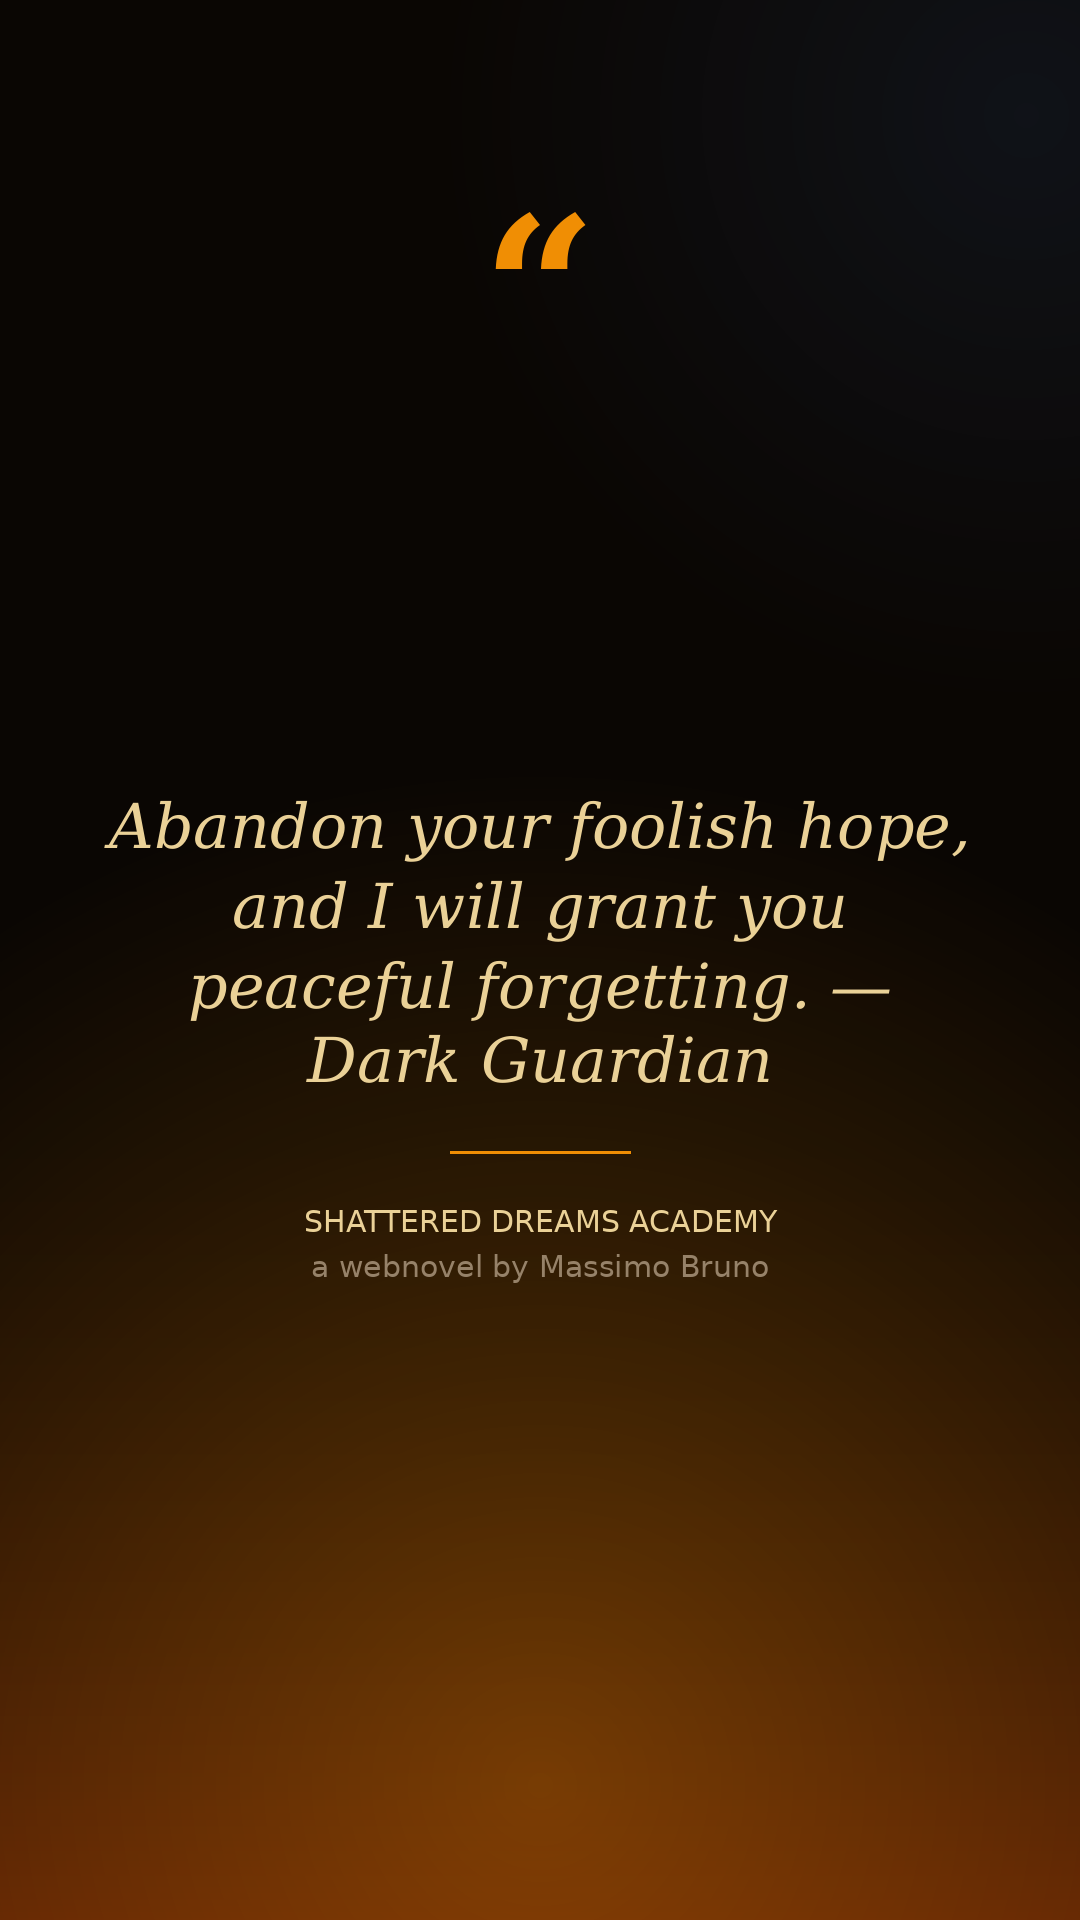 “
Abandon your foolish hope,
and I will grant you
peaceful forgetting. —
Dark Guardian
SHATTERED DREAMS ACADEMY
a webnovel by Massimo Bruno